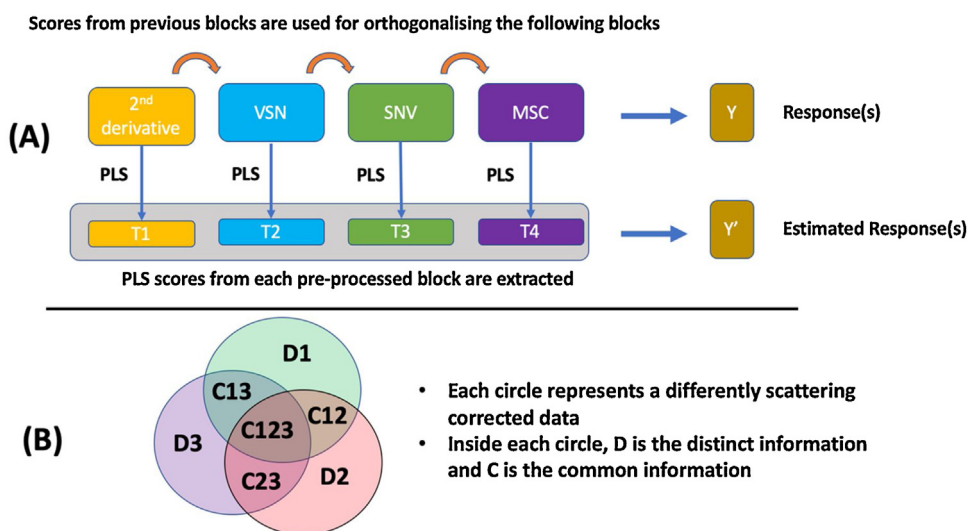 Scores from previous blocks are used for orthogonalising the following blocks
(A)
2nd
derivative
VSN
SNV
MSC
Y
Response(s)
PLS
PLS
PLS
PLS
T1
T2
T3
T4
Y'
Estimated Response(s)
PLS scores from each pre-processed block are extracted
(B)
D1
C13
C12
C123
D3
C23
D2
• Each circle represents a differently scattering
corrected data
• Inside each circle, D is the distinct information
and C is the common information